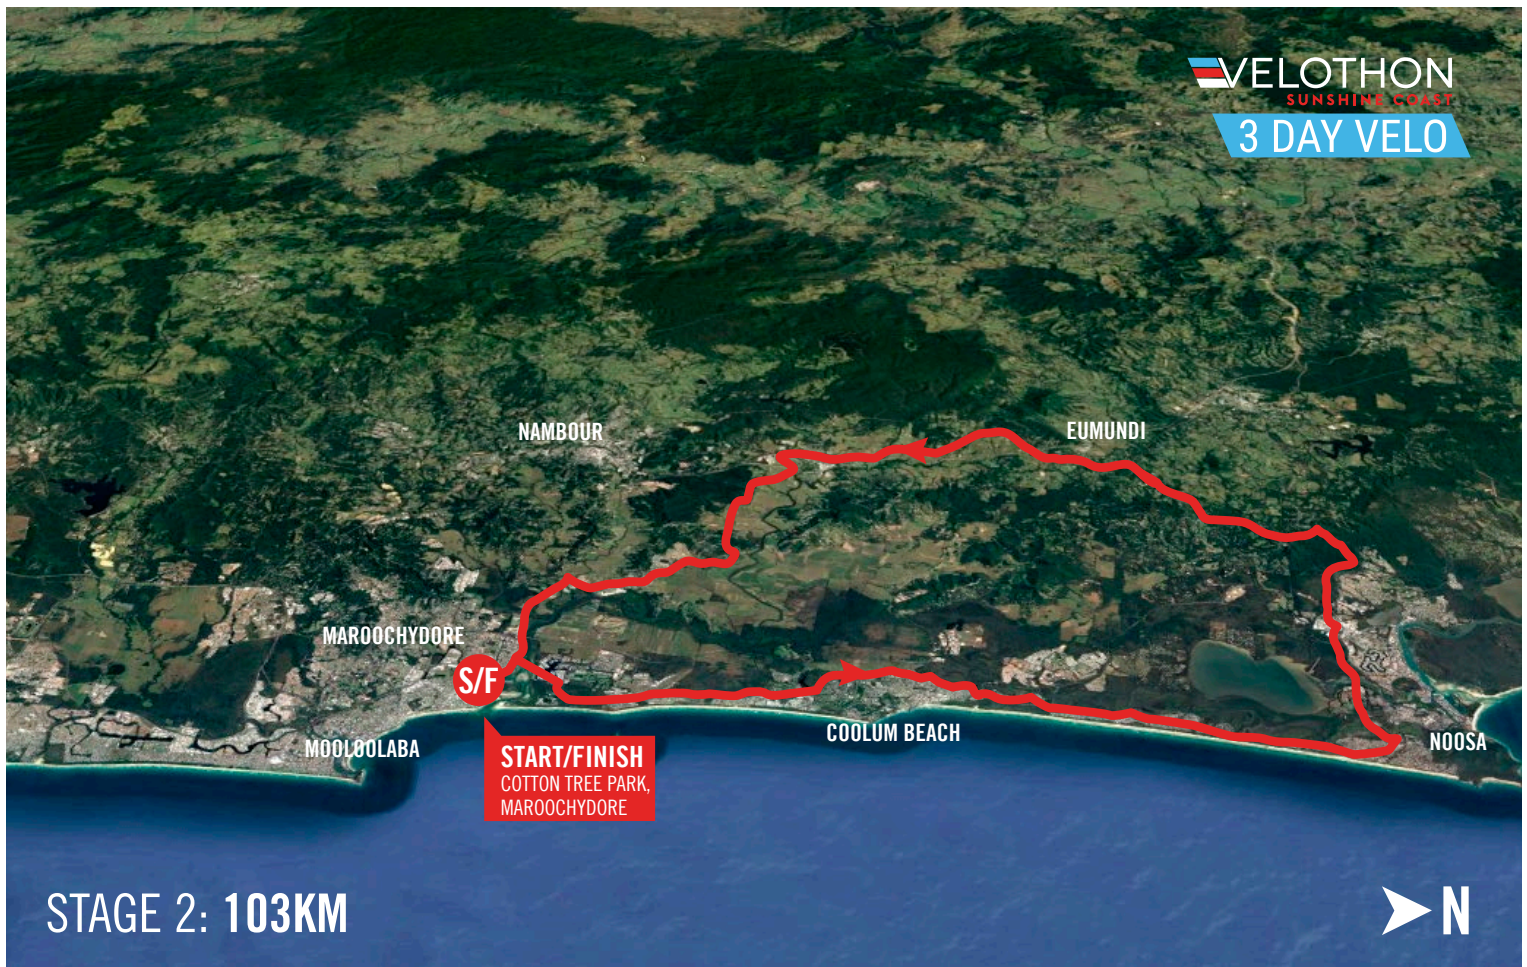 VELOTHON
SUNSHINE COAST
3 DAY VELO
NAMBOUR
EUMUNDI
MAROOCHYDORE
S/F
COOLUM BEACH
NOOSA
MOOLOOLABA
START/FINISH
COTTON TREE PARK,
MAROOCHYDORE
STAGE 2: 103KM
N